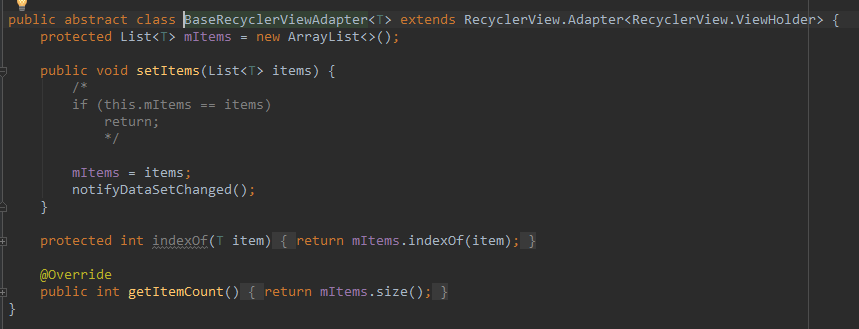 public abstract class BaseRecyclerViewAdapter<T> extends RecyclerView.Adapter<RecyclerView.ViewHolder> {
    protected List<T> mItems = new ArrayList<>();

    public void setItems(List<T> items) {
        /*
        if (this.mItems == items)
            return;
            */

        mItems = items;
        notifyDataSetChanged();
    }

    protected int indexOf(T item) { return mItems.indexOf(item); }

    @Override
    public int getItemCount() { return mItems.size(); }
}